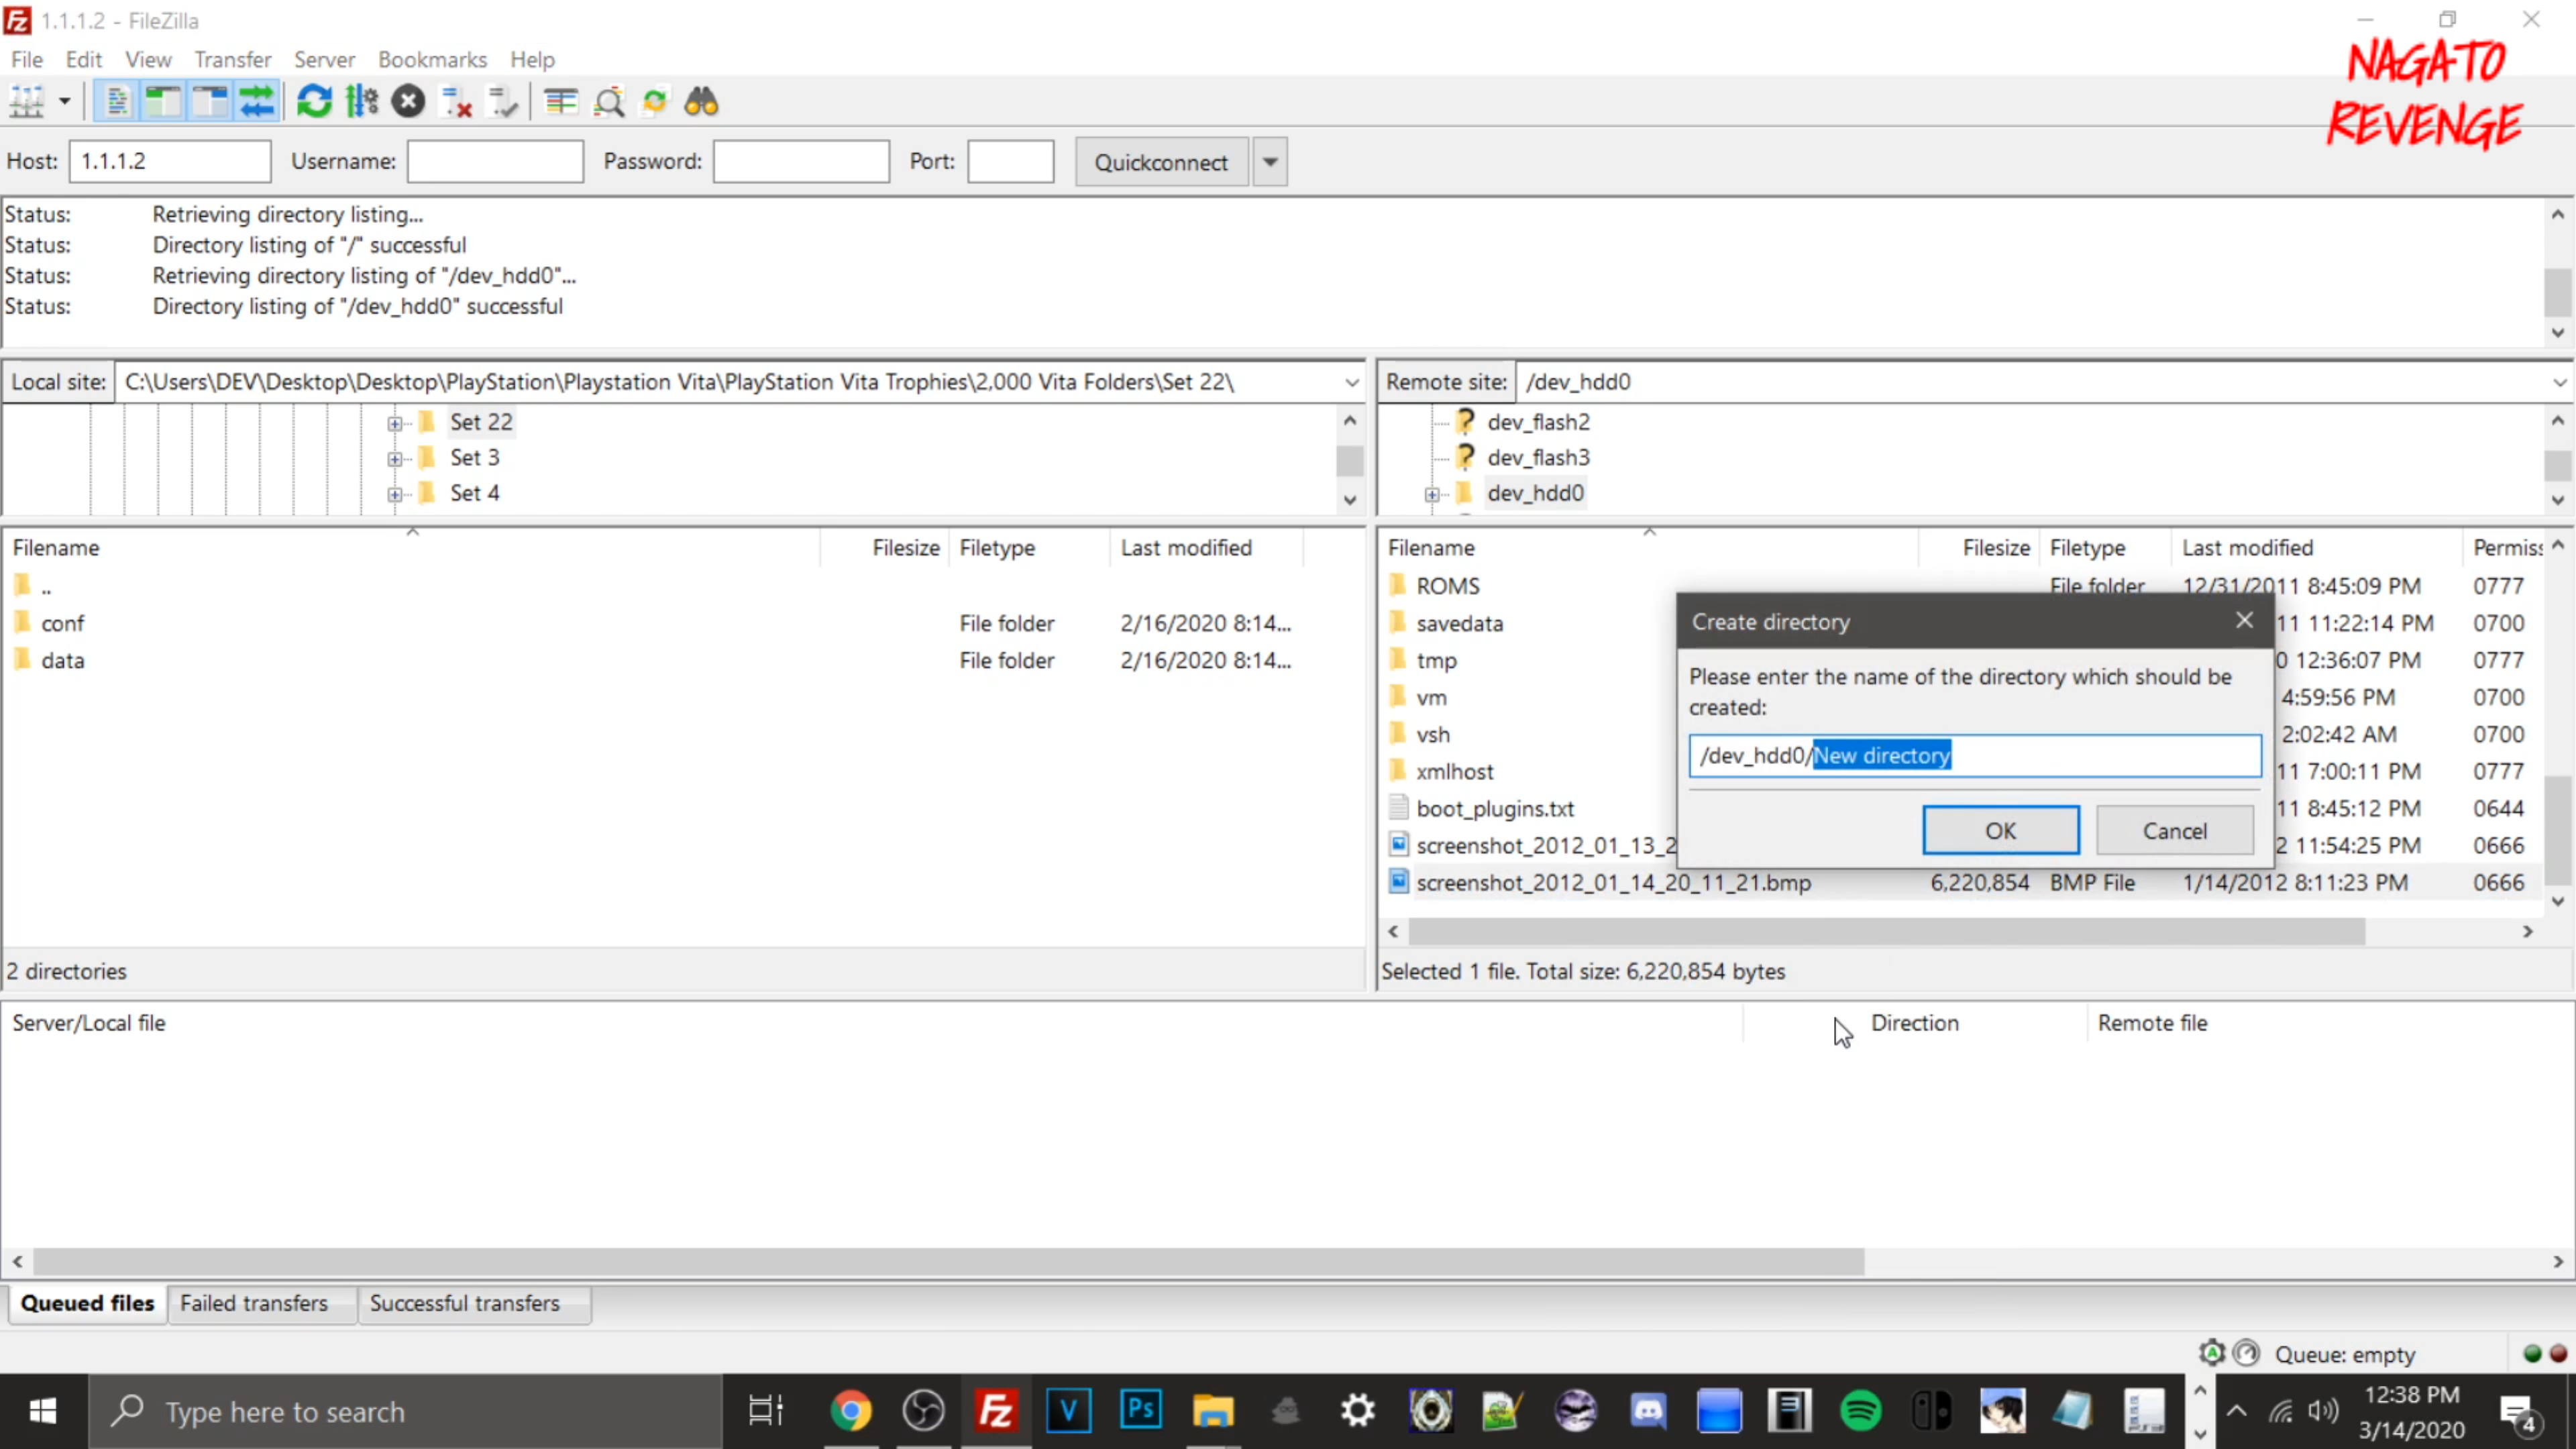 1.1.1.2 - FileZilla
File Edit View Transfer Server Bookmarks Help
NAGATO
REVENGE
Host: 1.1.1.2 Username: Password: Port: Quickconnect
Status: Retrieving directory listing...
Status: Directory listing of "/" successful
Status: Retrieving directory listing of "/dev_hdd0"...
Status: Directory listing of "/dev_hdd0" successful
Local site: C:\Users\DEV\Desktop\Desktop\PlayStation\Playstation Vita\PlayStation Vita Trophies\2,000 Vita Folders\Set 22\
Set 22
Set 3
Set 4
Filename Filesize Filetype Last modified
..
conf File folder 2/16/2020 8:14...
data File folder 2/16/2020 8:14...
2 directories
Remote site: /dev_hdd0
dev_flash2
dev_flash3
dev_hdd0
Filename Filesize Filetype Last modified Permiss
ROMS File folder 12/31/2011 8:45:09 PM 0777
savedata 11 11:22:14 PM 0700
tmp 0 12:36:07 PM 0777
vm 4:59:56 PM 0700
vsh 2:02:42 AM 0700
xmlhost 11 7:00:11 PM 0777
boot_plugins.txt 11 8:45:12 PM 0644
screenshot_2012_01_13_2 2 11:54:25 PM 0666
screenshot_2012_01_14_20_11_21.bmp 6,220,854 BMP File 1/14/2012 8:11:23 PM 0666
Selected 1 file. Total size: 6,220,854 bytes
Create directory
Please enter the name of the directory which should be
created:
/dev_hdd0/New directory
OK Cancel
Server/Local file Direction Remote file
Queued files Failed transfers Successful transfers
Queue: empty
Type here to search
V
Ps
12:38 PM
3/14/2020
4